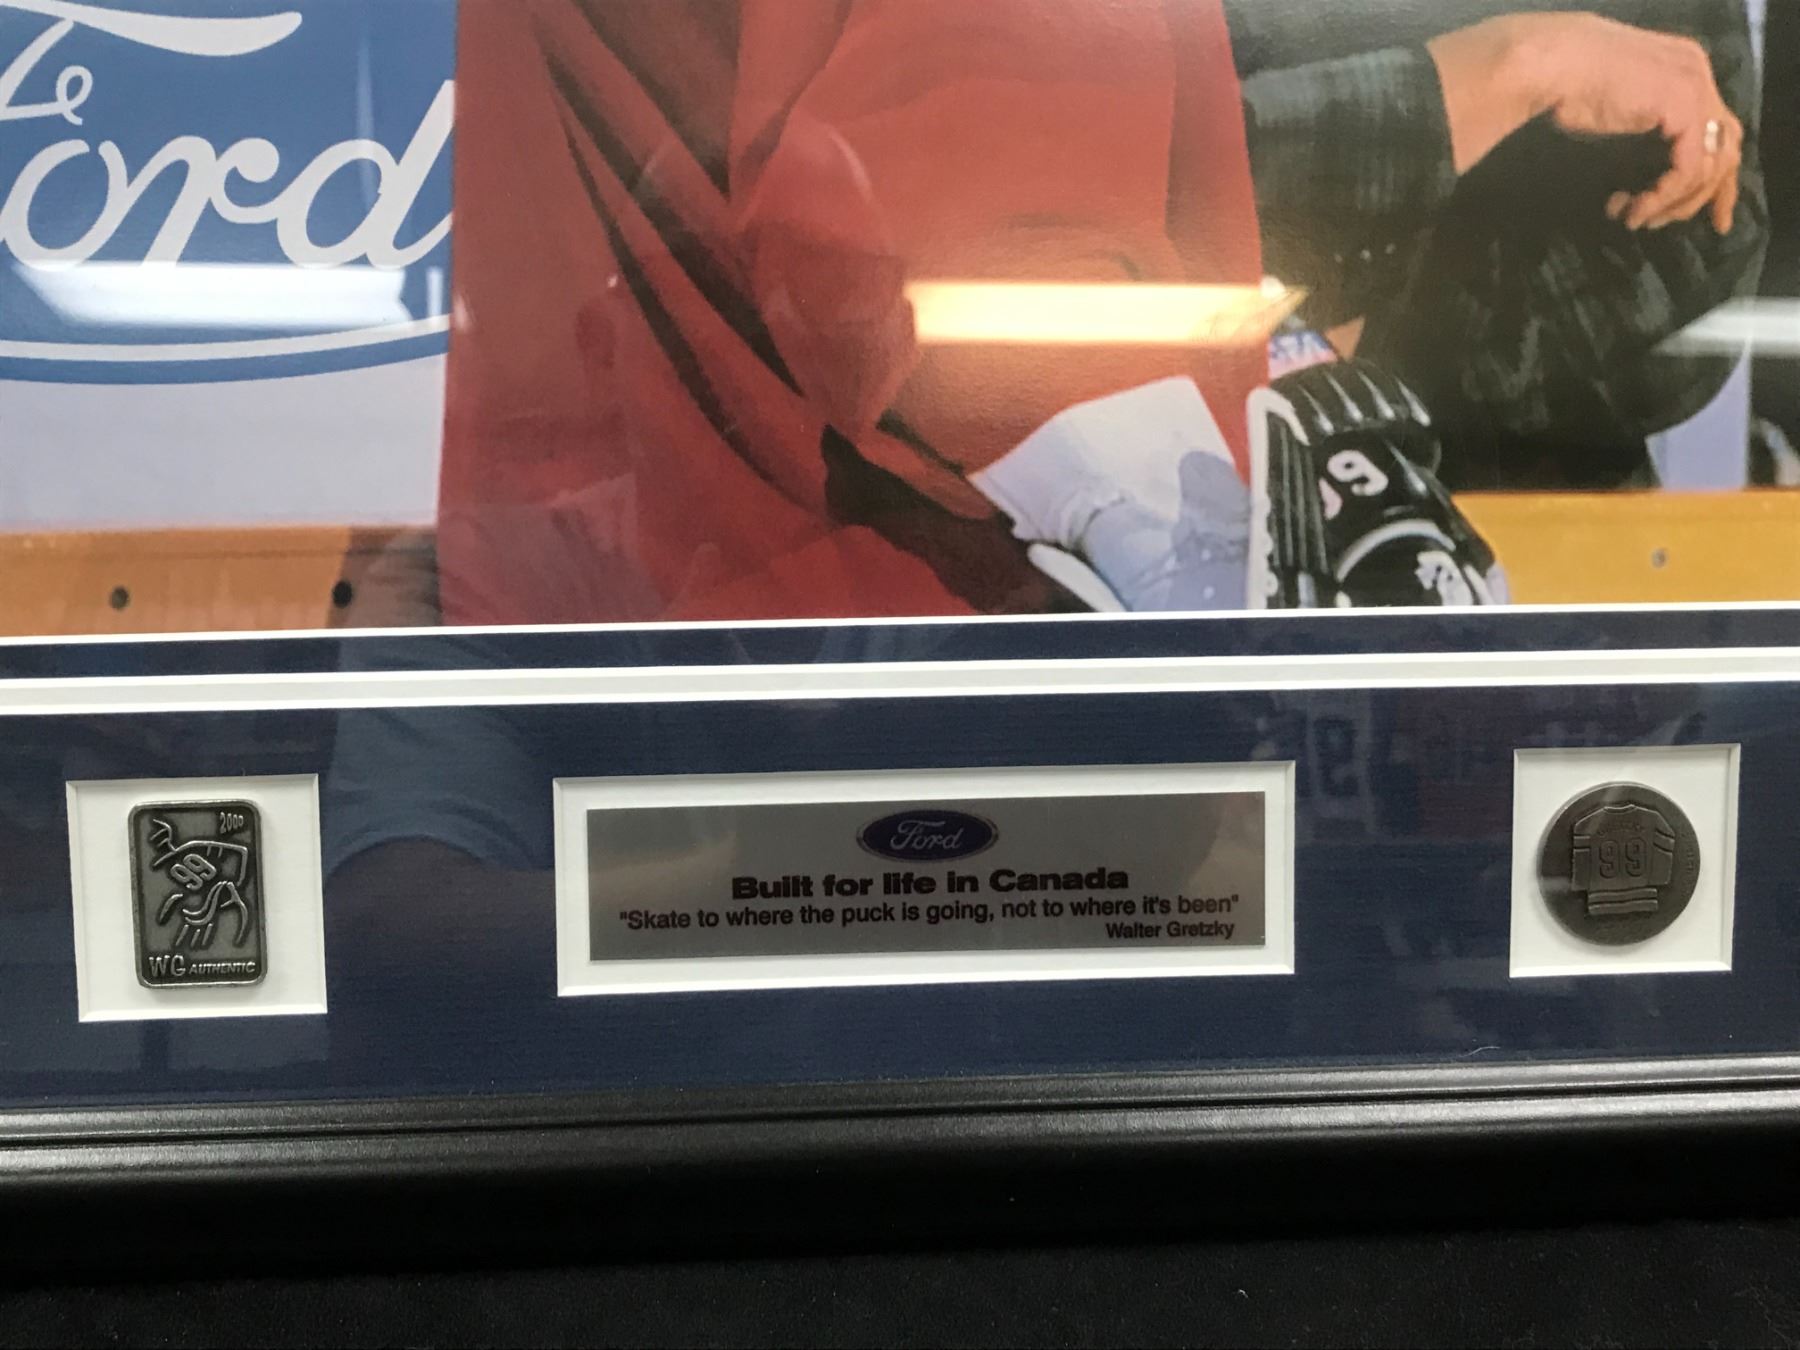 Ford
99
2000
99
WG AUTHENTIC
Ford
Built for life in Canada
"Skate to where the puck is going, not to where it's been"
Walter Gretzky
99